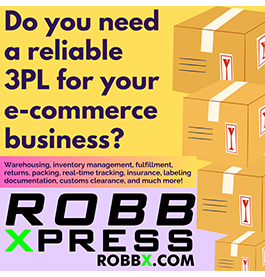 Do you need
a reliable
3PL for your
e-commerce
business?
Warehousing, inventory management, fulfillment,
returns, packing, real-time tracking, insurance, labeling
documentation, customs clearance, and much more!
ROBB
XPRESS
ROBBX.COM